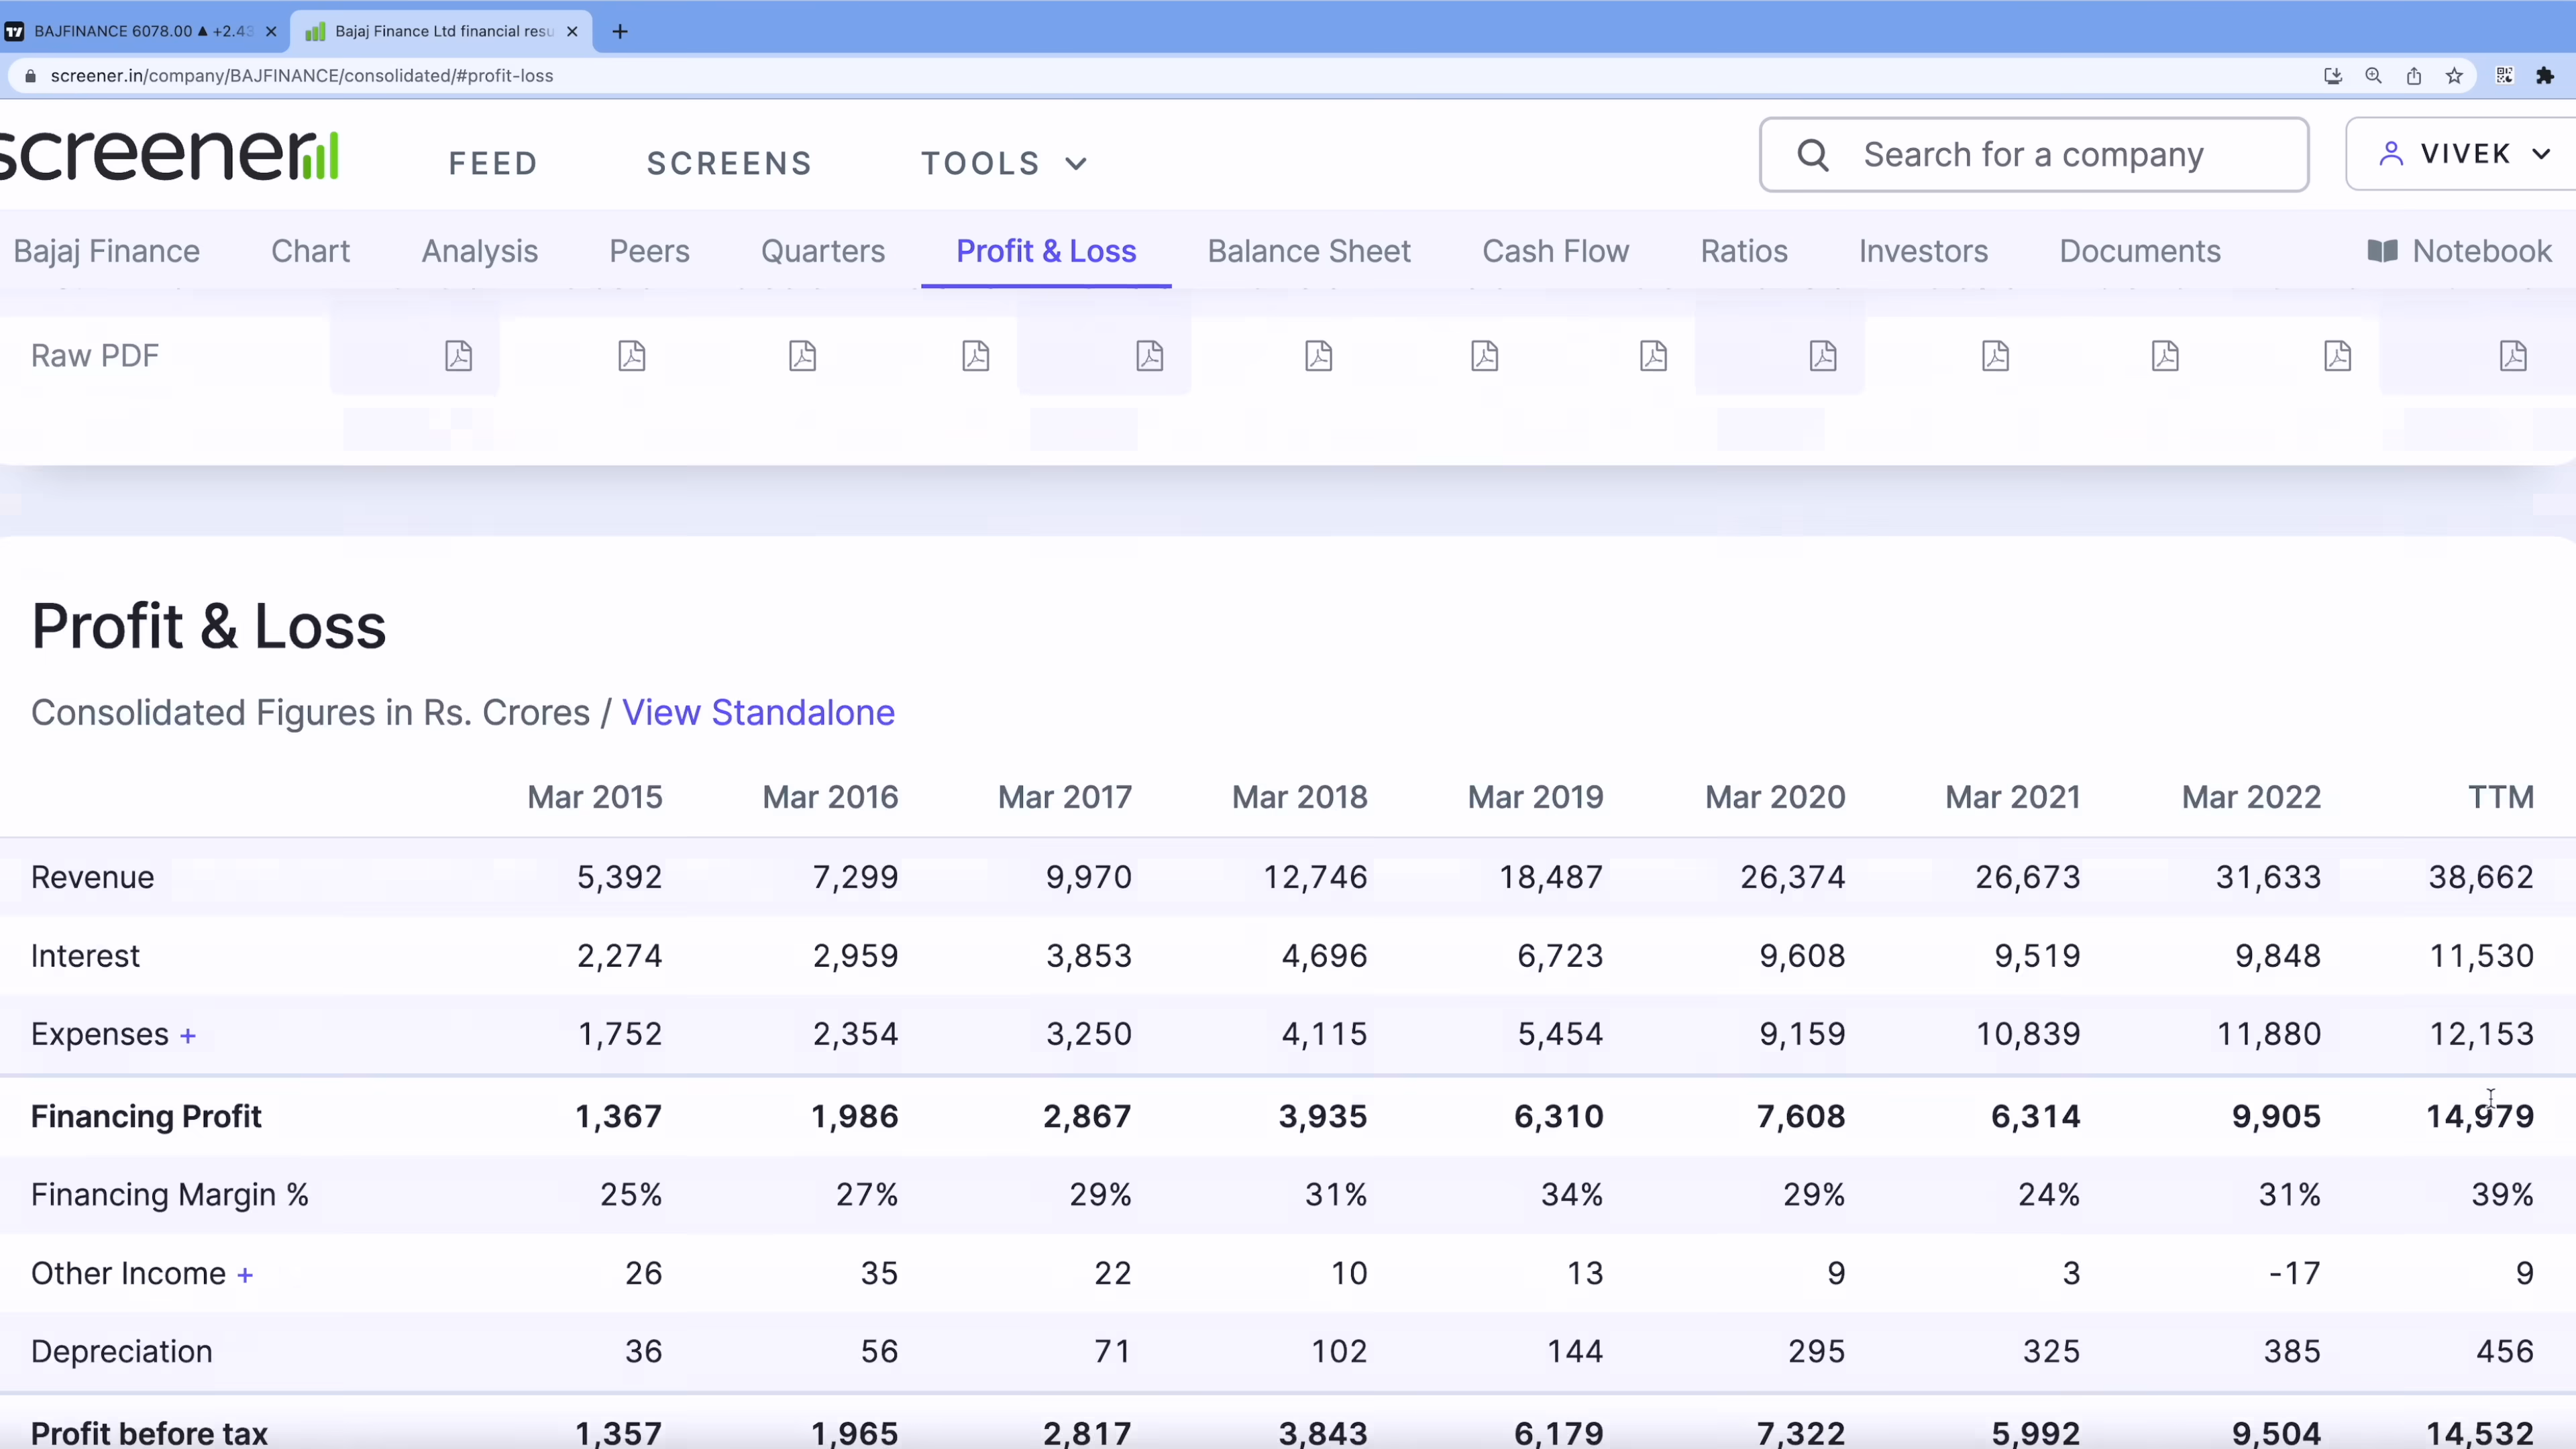 BAJFINANCE 6078.00 ▲ +2.43
Bajaj Finance Ltd financial resu
screener.in/company/BAJFINANCE/consolidated/#profit-loss
screener
FEED SCREENS TOOLS
Search for a company
VIVEK
Bajaj Finance Chart Analysis Peers Quarters Profit & Loss Balance Sheet Cash Flow Ratios Investors Documents Notebook
Raw PDF
Profit & Loss
Consolidated Figures in Rs. Crores / View Standalone
Mar 2015 Mar 2016 Mar 2017 Mar 2018 Mar 2019 Mar 2020 Mar 2021 Mar 2022 TTM
Revenue 5,392 7,299 9,970 12,746 18,487 26,374 26,673 31,633 38,662
Interest 2,274 2,959 3,853 4,696 6,723 9,608 9,519 9,848 11,530
Expenses + 1,752 2,354 3,250 4,115 5,454 9,159 10,839 11,880 12,153
Financing Profit 1,367 1,986 2,867 3,935 6,310 7,608 6,314 9,905 14,979
Financing Margin % 25% 27% 29% 31% 34% 29% 24% 31% 39%
Other Income + 26 35 22 10 13 9 3 -17 9
Depreciation 36 56 71 102 144 295 325 385 456
Profit before tax 1,357 1,965 2,817 3,843 6,179 7,322 5,992 9,504 14,532